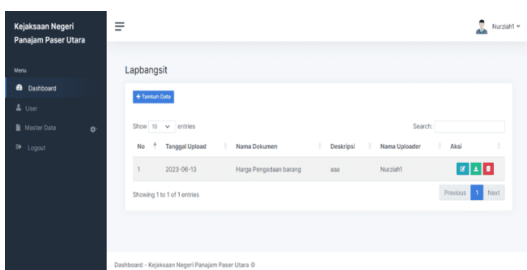 Kejaksaan Negeri
Panajam Paser Utara
Nurziah1
Menu
Dashboard
User
Master Data
Logout
Lapbangsit
+ Tambah Data
Show 10 entries
Search:
No Tanggal Upload Nama Dokumen Deskripsi Nama Uploader Aksi
1 2023-06-13 Harga Pengadaan barang aaa Nurziah1
Showing 1 to 1 of 1 entries
Previous 1 Next
Dashboard - Kejaksaan Negeri Panajam Paser Utara ©